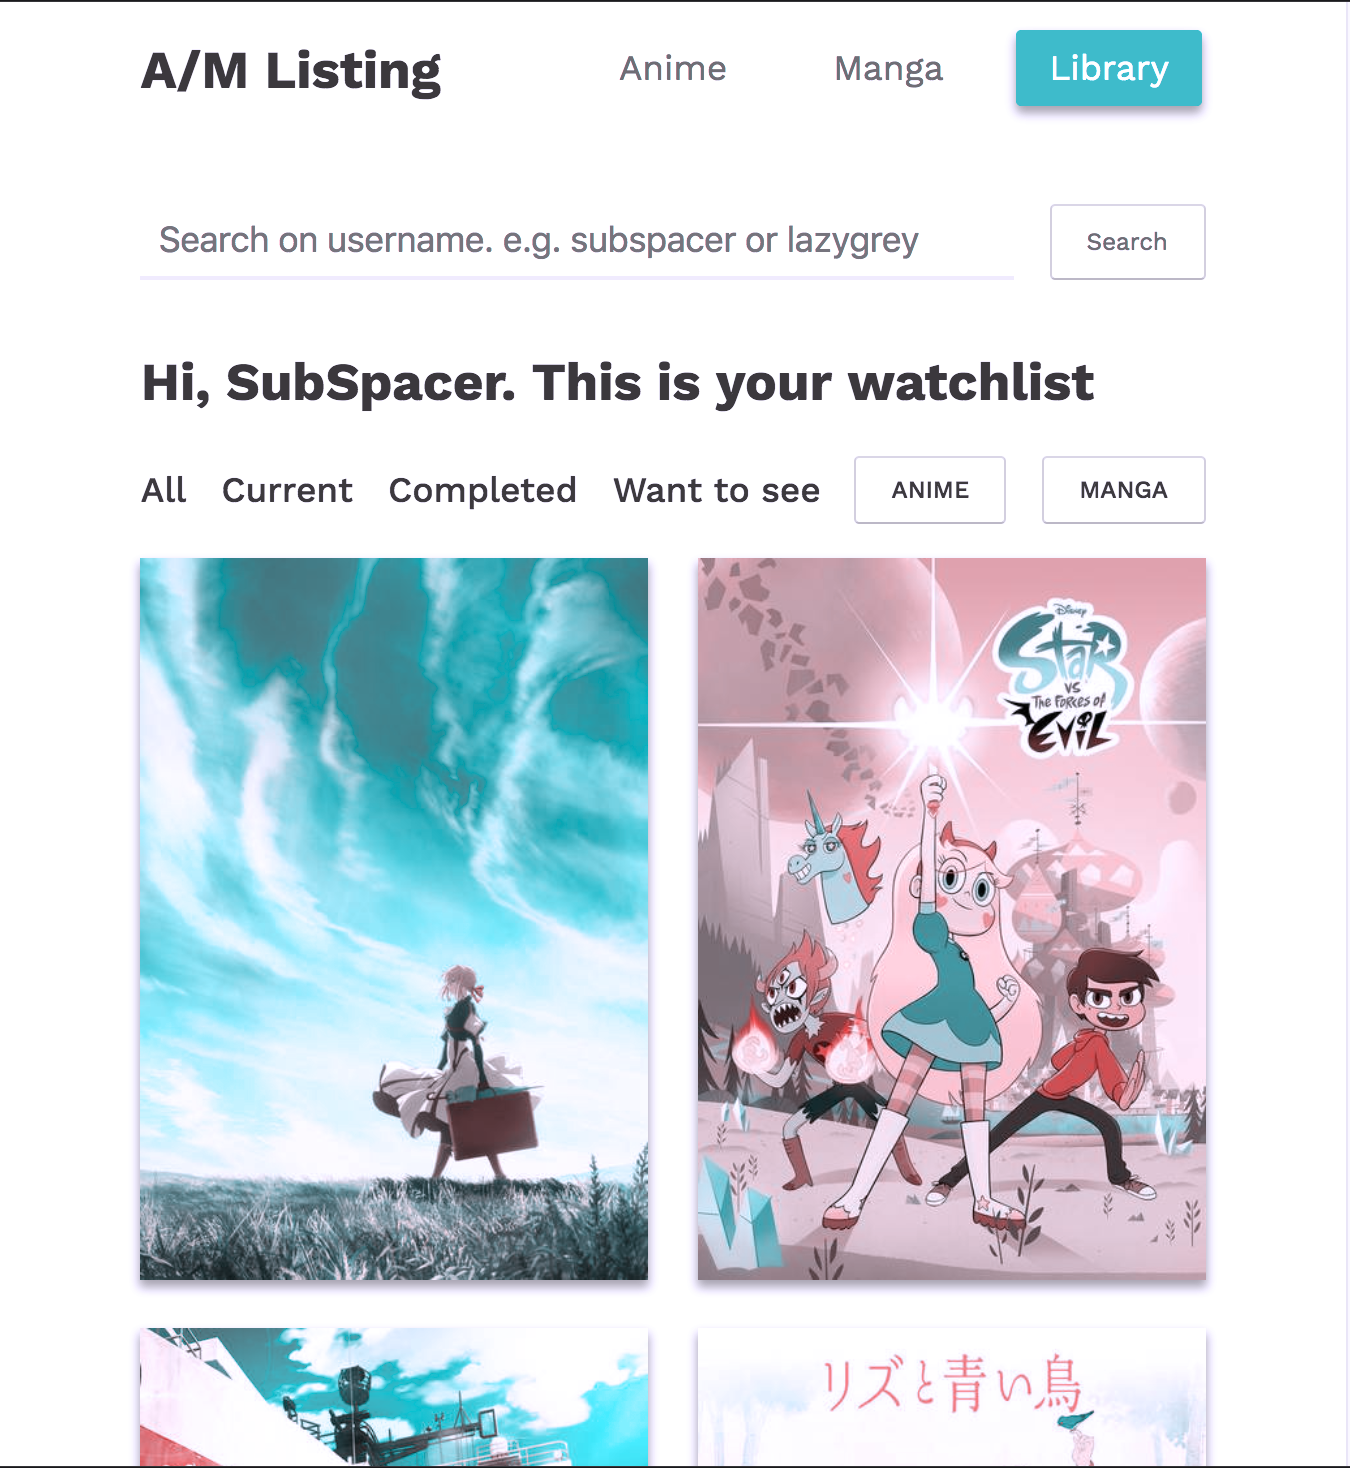 A/M Listing
Anime
Manga
Library
Search on username. e.g. subspacer or lazygrey
Search
Hi, SubSpacer. This is your watchlist
All
Current
Completed
Want to see
ANIME
MANGA
Disney
Star
vs
The Forces of
Evil
リズと青い鳥